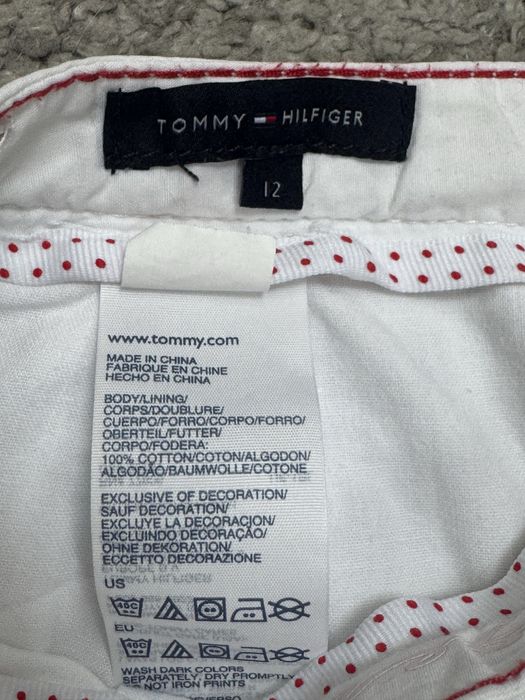 TOMMY HILFIGER
12
www.tommy.com
MADE IN CHINA
FABRIQUE EN CHINE
HECHO EN CHINA
BODY/LINING/
CORPS/DOUBLURE/
CUERPO/FORRO/CORPO/FORRO/
OBERTEIL/FUTTER/
CORPO/FODERA:
100% COTTON/COTON/ALGODON/
ALGODÃO/BAUMWOLLE/COTONE
EXCLUSIVE OF DECORATION/
SAUF DECORATION/
EXCLUYE LA DECORACION/
EXCLUINDO DECORAÇÃO/
OHNE DEKORATION/
ECCETTO DECORAZIONE
US
40C
EU
40C
WASH DARK COLORS
SEPARATELY, DRY PROMPTLY
DO NOT IRON PRINTS